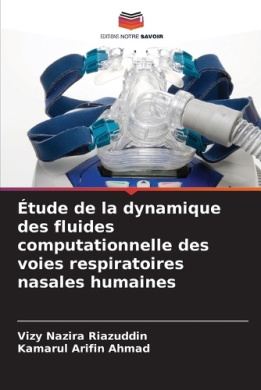 EDITIONS NOTRE SAVOIR
Étude de la dynamique
des fluides
computationnelle des
voies respiratoires
nasales humaines
Vizy Nazira Riazuddin
Kamarul Arifin Ahmad